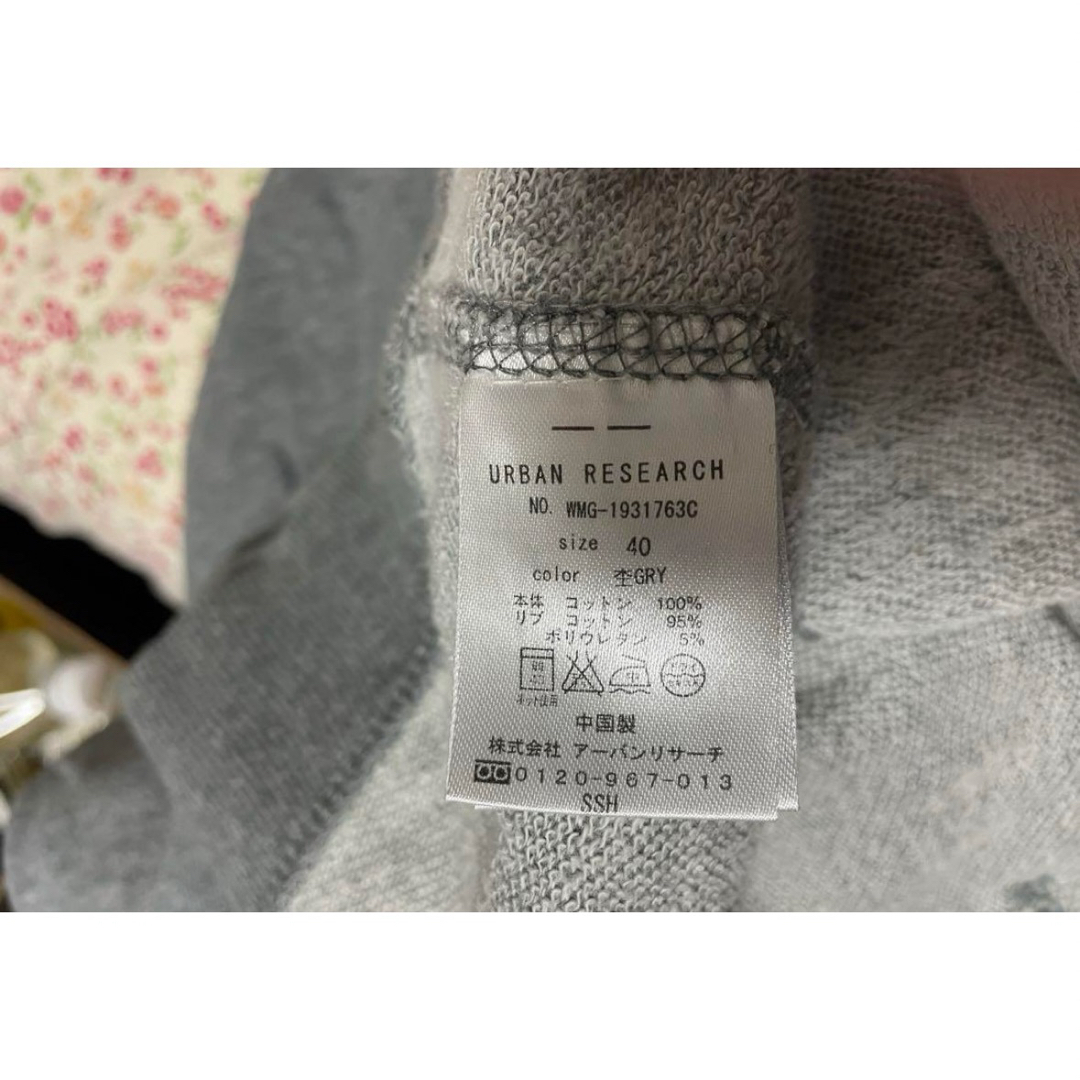 URBAN RESEARCH
NO. WMG-1931763C
size 40
color 杢GRY
本体 コットン 100%
リブ コットン 95%
ポリウレタン 5%
ネット使用
中国製
株式会社 アーバンリサーチ
0120-967-013
SSH